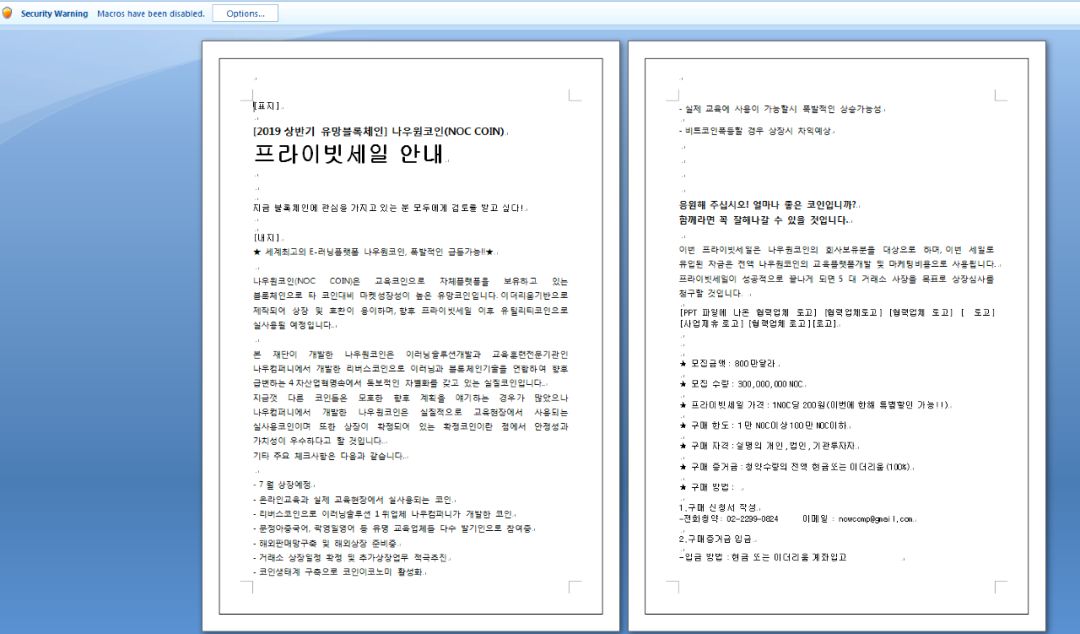 Security Warning Macros have been disabled. Options...
[표지]
[2019 상반기 유망블록체인] 나우원코인(NOC COIN)
프라이빗세일 안내
지금 블록체인에 관심을 가지고 있는 분 모두에게 검토를 받고 싶다!
[내지]
★ 세계최고의 E-러닝플랫폼 나우원코인, 폭발적인 급등가능!!★
나우원코인(NOC COIN)은 교육코인으로 자체플랫폼을 보유하고 있는
블록체인으로 타 코인대비 마켓성장성이 높은 유망코인입니다. 이더리움기반으로
제작되어 상장 및 호환이 용이하며, 향후 프라이빗세일 이후 유틸리티코인으로
실사용될 예정입니다.
본 재단이 개발한 나우원코인은 이러닝솔루션개발과 교육훈련전문기관인
나우컴퍼니에서 개발한 리버스코인으로 이러닝과 블록체인기술을 연합하여 향후
급변하는 4차산업혁명속에서 독보적인 차별화를 갖고 있는 실질코인입니다.
지금껏 다른 코인들은 모호한 향후 계획을 얘기하는 경우가 많았으나
나우컴퍼니에서 개발한 나우원코인은 실질적으로 교육현장에서 사용되는
실사용코인이며 또한 상장이 확정되어 있는 확정코인이란 점에서 안정성과
가치성이 우수하다고 할 것입니다.
기타 주요 체크사항은 다음과 같습니다.
- 7월 상장예정
- 온라인교육과 실제 교육현장에서 실사용되는 코인
- 리버스코인으로 이러닝솔루션 1위업체 나우컴퍼니가 개발한 코인
- 문정아중국어, 곽영일영어 등 유명 교육업체들 다수 발기인으로 참여중
- 해외판매망구축 및 해외상장 준비중
- 거래소 상장일정 확정 및 추가상장업무 적극추진
- 코인생태계 구축으로 코인이코노미 활성화
- 실제 교육에 사용이 가능할시 폭발적인 상승가능성
- 비트코인폭등할 경우 상장시 차익예상
응원해 주십시오! 얼마나 좋은 코인입니까?
함께라면 꼭 잘해나갈 수 있을 것입니다.
이번 프라이빗세일은 나우원코인의 회사보유분을 대상으로 하며, 이번 세일로
유입된 자금은 전액 나우원코인의 교육플랫폼개발 및 마케팅비용으로 사용됩니다.
프라이빗세일이 성공적으로 끝나게 되면 5대 거래소 상장을 목표로 상장심사를
청구할 것입니다.
[PPT 파일에 나온 협력업체 로고] [협력업체로고] [협력업체 로고] [ 로고]
[사업제휴 로고] [협력업체 로고][로고]
★ 모집금액 : 800만달러
★ 모집 수량 : 300,000,000 NOC
★ 프라이빗세일 가격 : 1NOC당 200원(이번에 한해 특별할인 가능!!)
★ 구매 한도 : 1만 NOC이상 100만 NOC이하
★ 구매 자격 : 실명의 개인, 법인, 기관투자자
★ 구매 증거금 : 청약수량의 전액 현금 또는 이더리움(100%)
★ 구매 방법 :
1.구매 신청서 작성
-전화청약 : 02-2299-0824 이메일 : nowcomp@gmail.com
2.구매증거금 입금
-입금 방법 : 현금 또는 이더리움 계좌입고